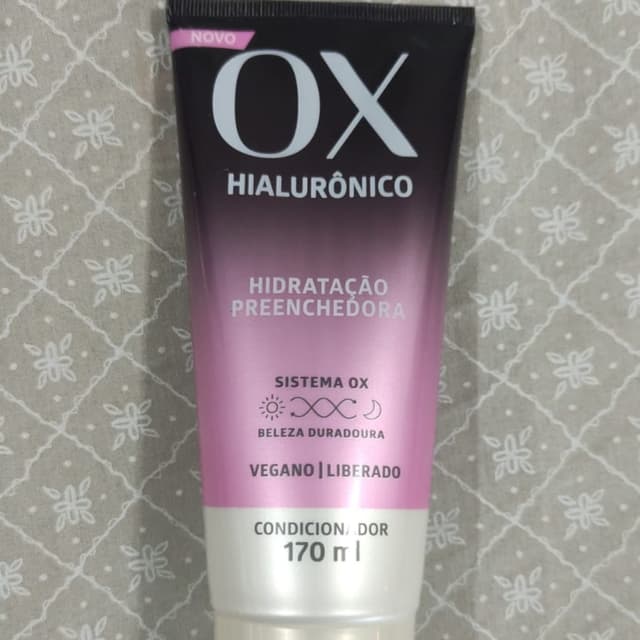 NOVO
OX
HIALURÔNICO
HIDRATAÇÃO
PREENCHEDORA
SISTEMA OX
BELEZA DURADOURA
VEGANO | LIBERADO
CONDICIONADOR
170 ml